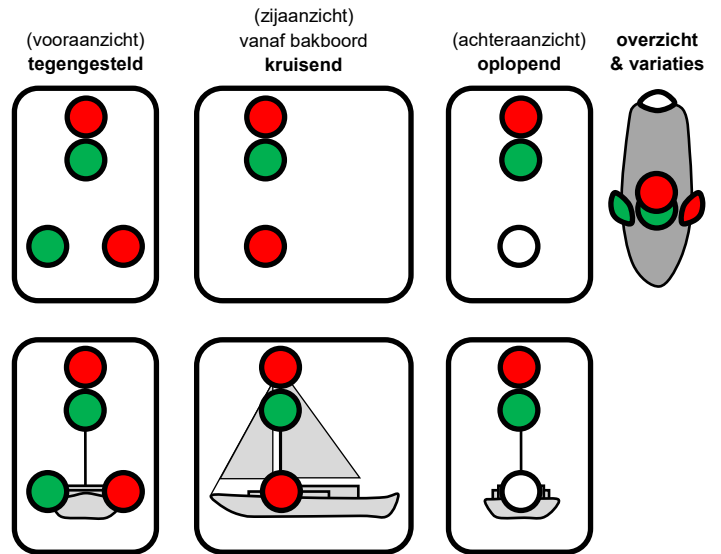 (vooraanzicht)
tegengesteld
(zijaanzicht)
vanaf bakboord
kruisend
(achteraanzicht)
oplopend
overzicht
& variaties